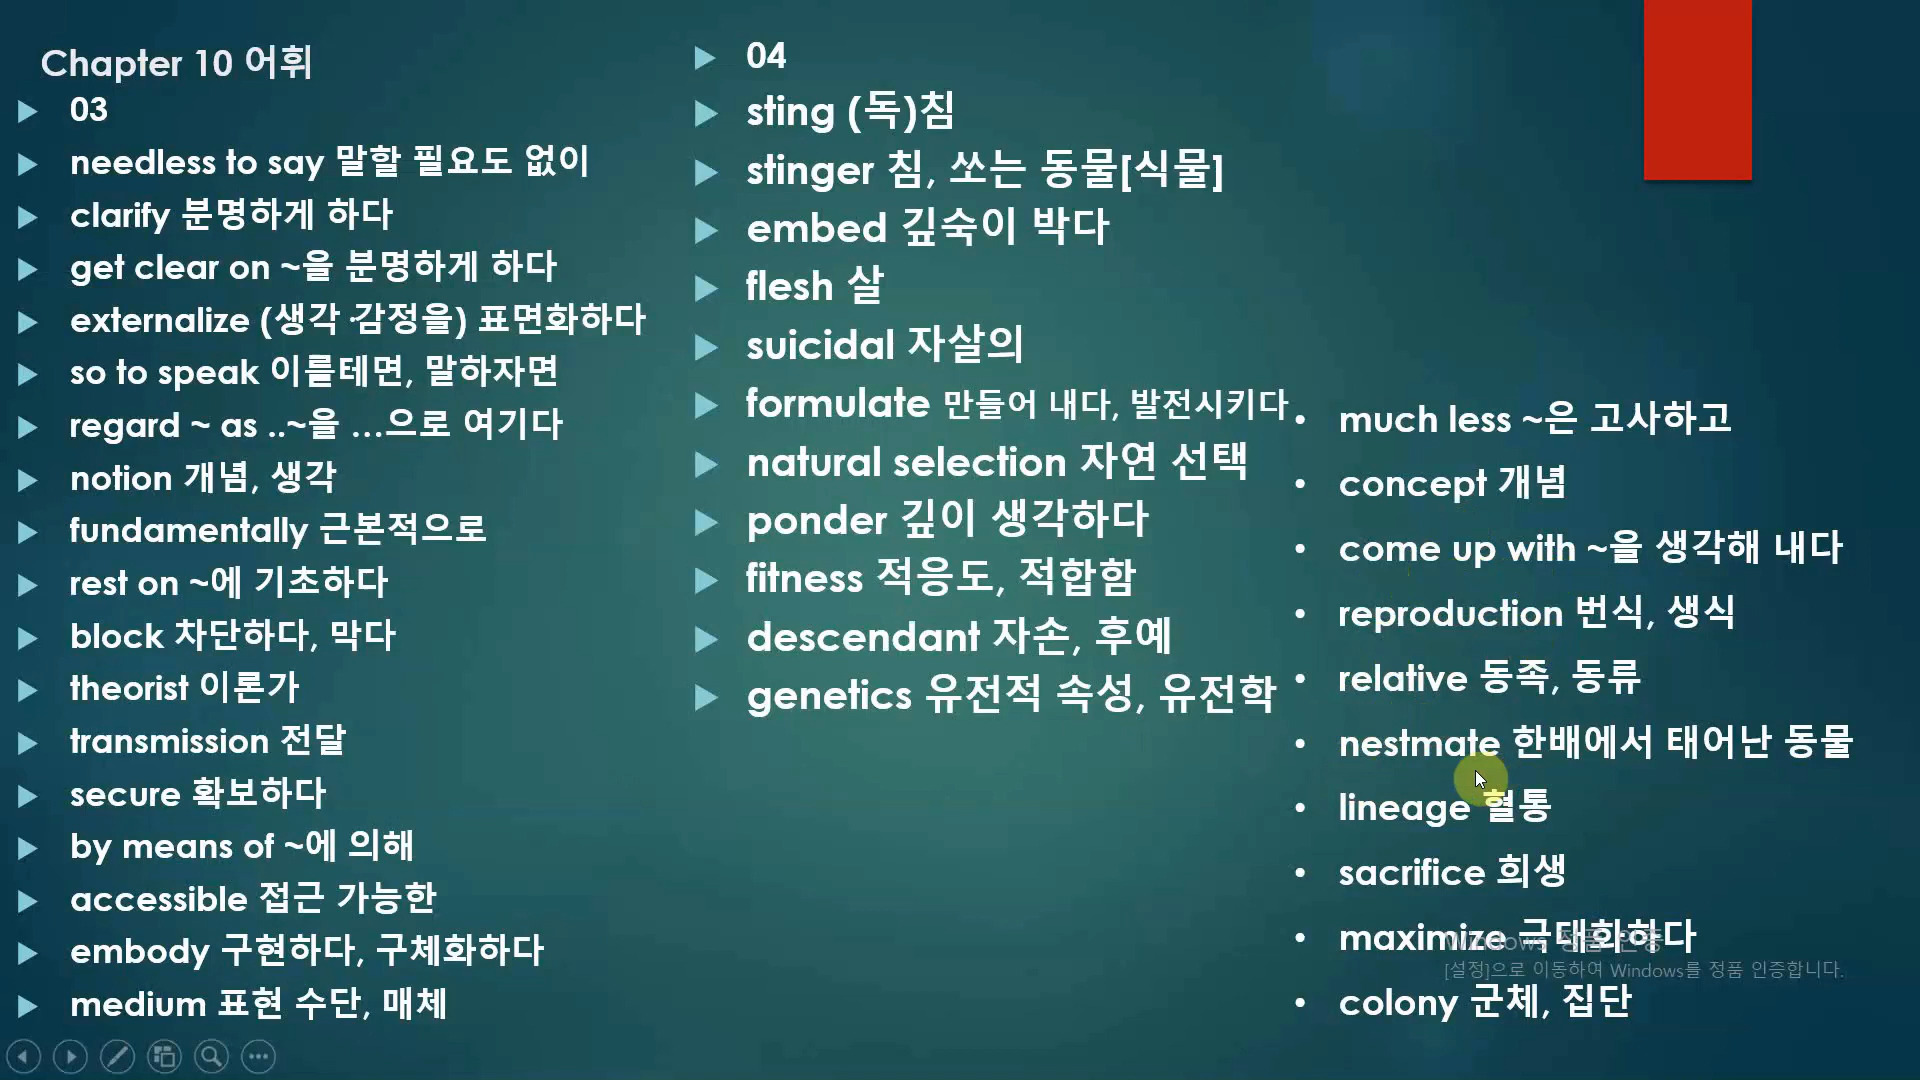 Chapter 10 어휘
03
needless to say 말할 필요도 없이
clarify 분명하게 하다
get clear on ~을 분명하게 하다
externalize (생각·감정을) 표면화하다
so to speak 이를테면, 말하자면
regard ~ as ..~을 …으로 여기다
notion 개념, 생각
fundamentally 근본적으로
rest on ~에 기초하다
block 차단하다, 막다
theorist 이론가
transmission 전달
secure 확보하다
by means of ~에 의해
accessible 접근 가능한
embody 구현하다, 구체화하다
medium 표현 수단, 매체
04
sting (독)침
stinger 침, 쏘는 동물[식물]
embed 깊숙이 박다
flesh 살
suicidal 자살의
formulate 만들어 내다, 발전시키다
natural selection 자연 선택
ponder 깊이 생각하다
fitness 적응도, 적합함
descendant 자손, 후예
genetics 유전적 속성, 유전학
much less ~은 고사하고
concept 개념
come up with ~을 생각해 내다
reproduction 번식, 생식
relative 동족, 동류
nestmate 한배에서 태어난 동물
lineage 혈통
sacrifice 희생
maximize 극대화하다
Windows 정품 인증
[설정]으로 이동하여 Windows를 정품 인증합니다.
colony 군체, 집단